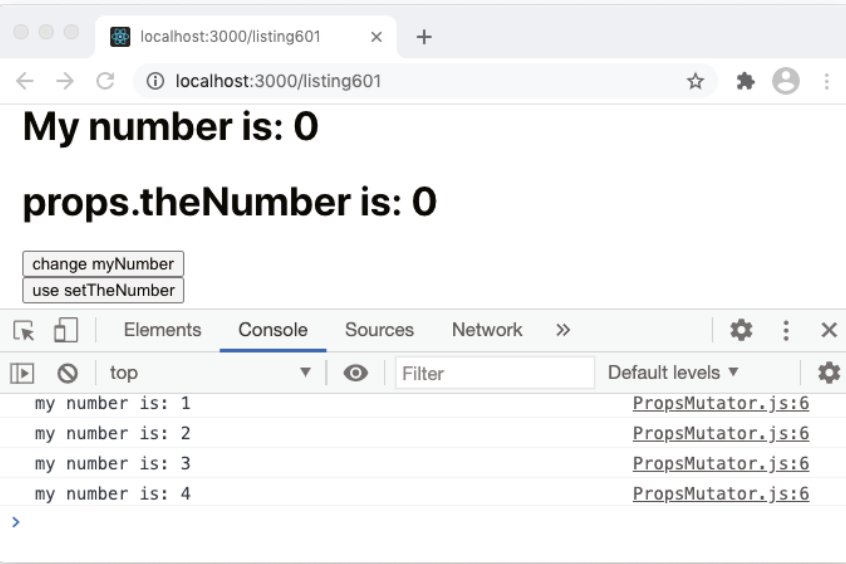 localhost:3000/listing601
localhost:3000/listing601
My number is: 0
props.theNumber is: 0
change myNumber
use setTheNumber
Elements Console Sources Network »
top Filter Default levels ▼
my number is: 1 PropsMutator.js:6
my number is: 2 PropsMutator.js:6
my number is: 3 PropsMutator.js:6
my number is: 4 PropsMutator.js:6